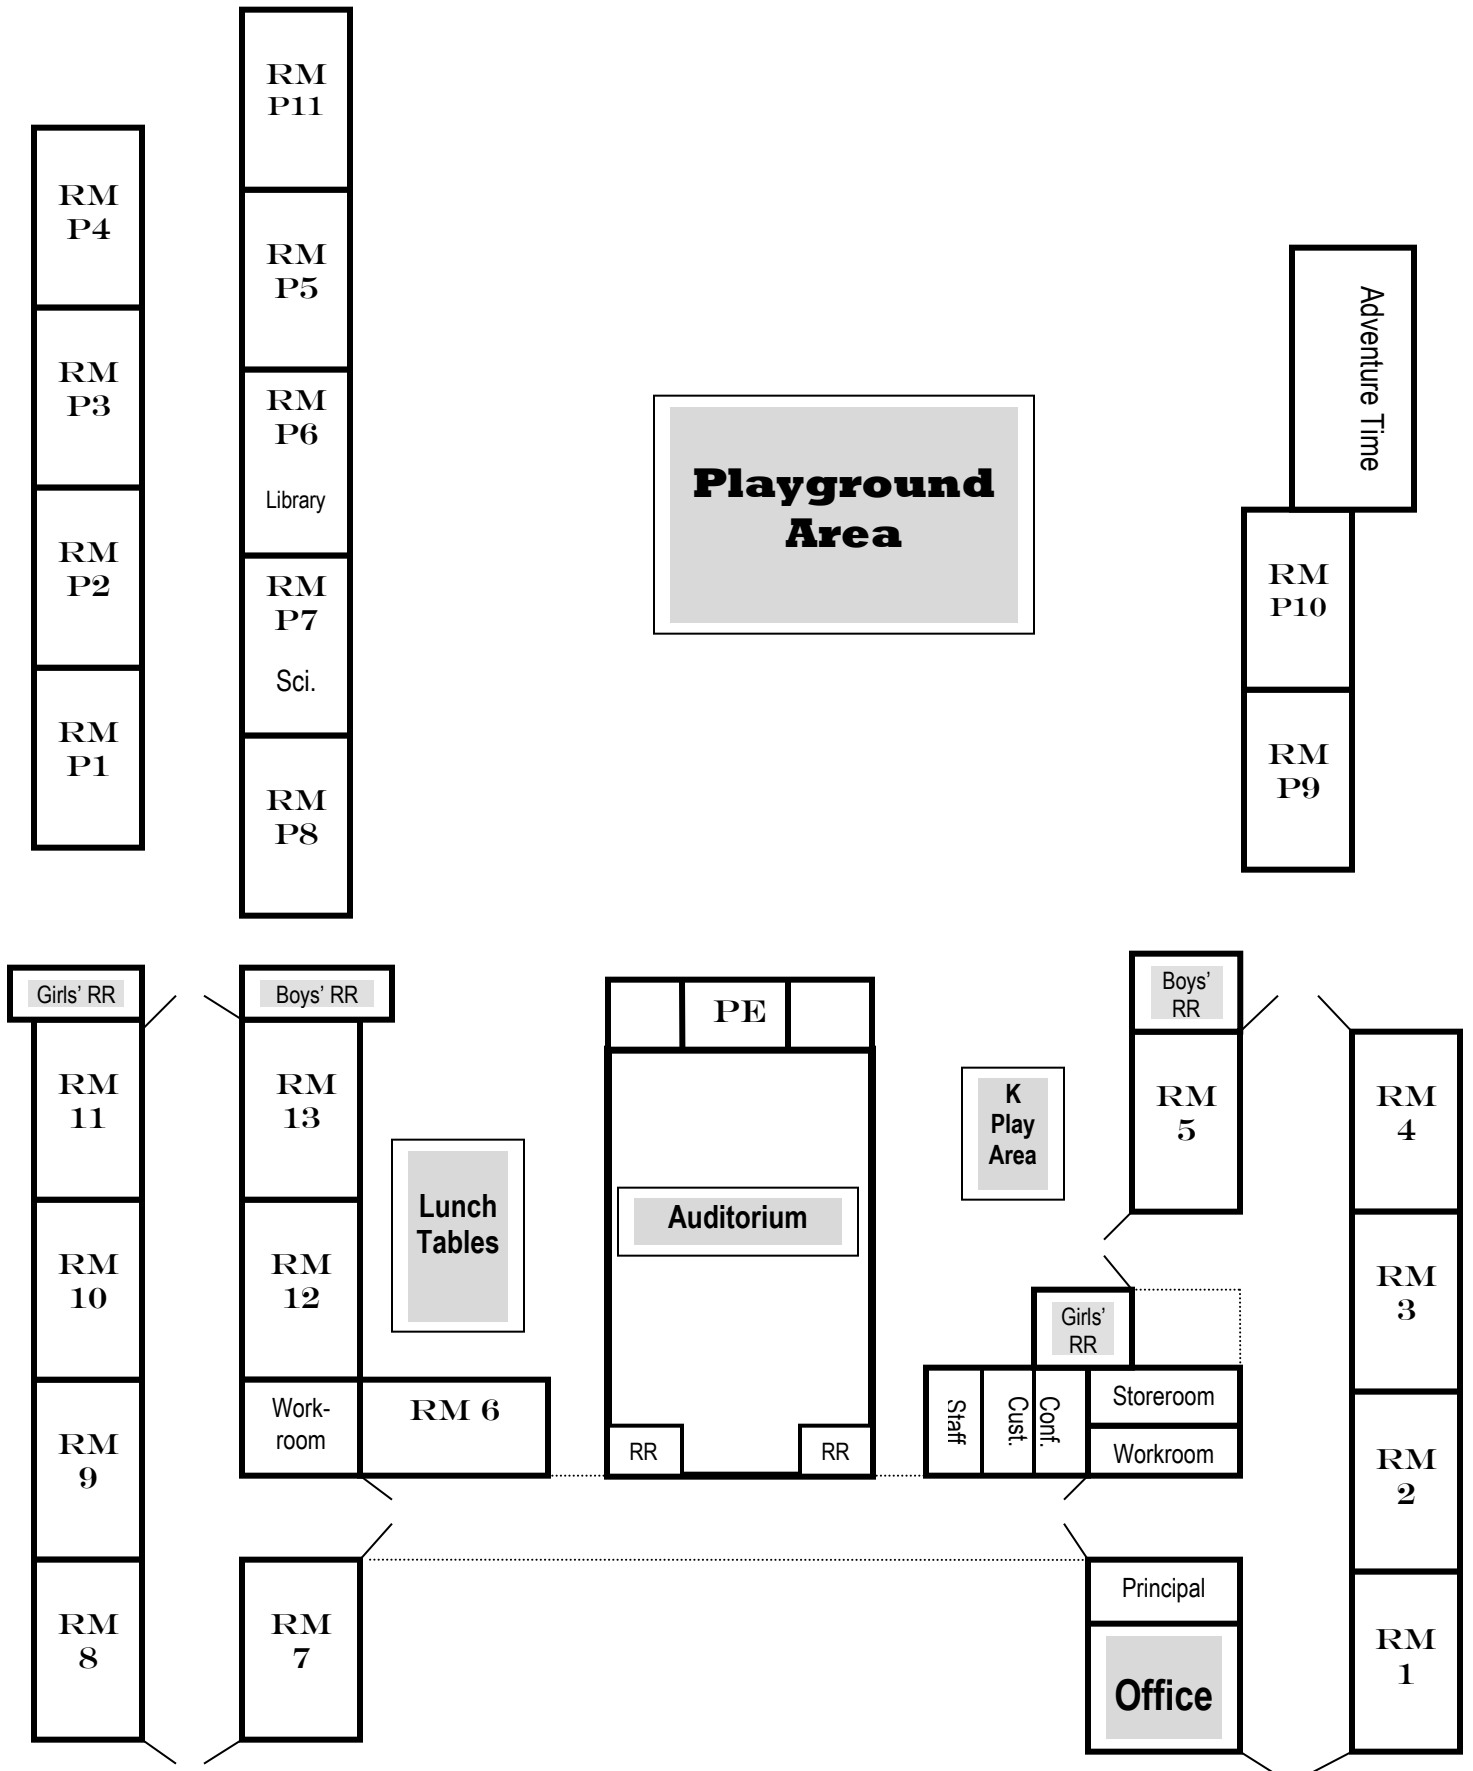 RM
P11
RM
P4
RM
P5
RM
P3
RM
P6
Library
Adventure Time
Playground
Area
RM
P2
RM
P7
Sci.
RM
P10
RM
P1
RM
P8
RM
P9
Girls' RR
Boys' RR
PE
Boys'
RR
RM
11
RM
13
K
Play
Area
RM
5
RM
4
Lunch
Tables
Auditorium
RM
10
RM
12
Girls'
RR
RM
3
Work-
room
RM 6
RR
RR
Staff
Cust.
Conf.
Storeroom
Workroom
RM
9
RM
2
Principal
RM
8
RM
7
Office
RM
1